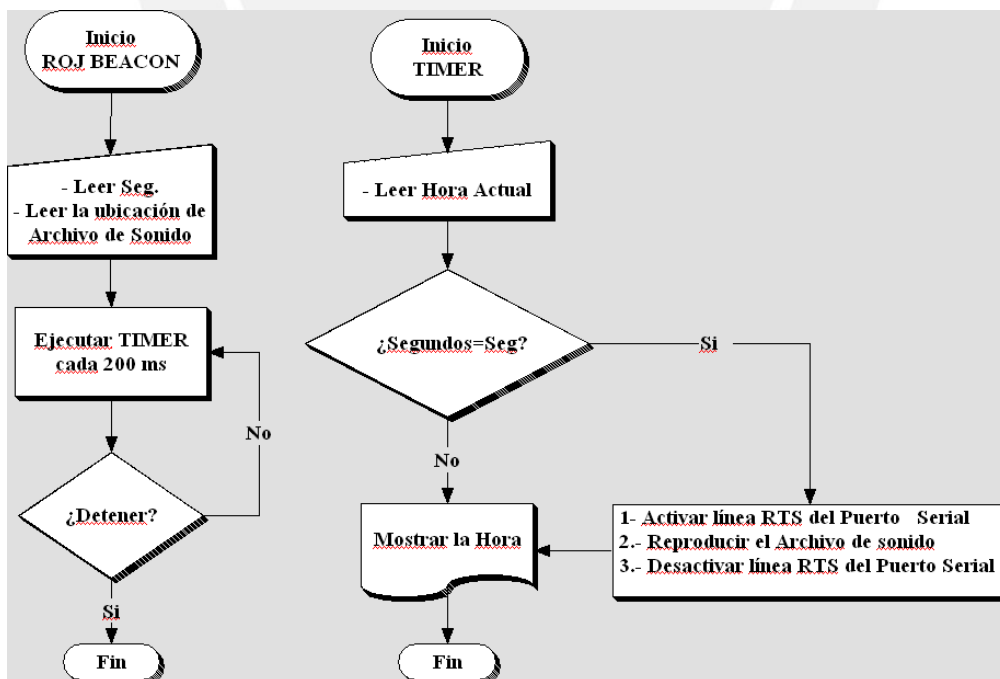 Inicio
ROJ BEACON
- Leer Seg.
- Leer la ubicación de
Archivo de Sonido
Ejecutar TIMER
cada 200 ms
No
¿Detener?
Si
Fin
Inicio
TIMER
- Leer Hora Actual
¿Segundos=Seg?
Si
No
Mostrar la Hora
1- Activar línea RTS del Puerto Serial
2.- Reproducir el Archivo de sonido
3.- Desactivar línea RTS del Puerto Serial
Fin